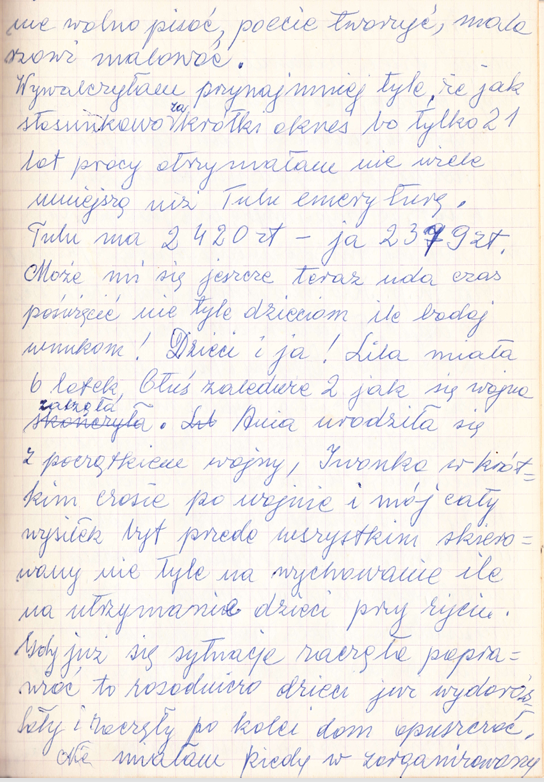 nie wolno pisać, poecie tworzyć, mala
rzowi malować.
Wywalczyłam przynajmniej tyle, że jak
stosunkowo za krótki okres bo tylko 21
lat pracy otrzymałam nie wiele
mniejszą niż Tulu emeryturę.
Tulu ma 2420 zł – ja 2379 zł.
Może mi się jeszcze teraz uda czas
poświęcić nie tyle dzieciom ile bodaj
wnukom! Dzieci i ja! Lila miała
6 latek, Oluś zaledwie 2 jak się wojna
zaczęła
skończyła. Lub Ania urodziła się
z początkiem wojny, Iwonka w krót=
kim czasie po wojnie i mój cały
wysiłek był przede wszystkim skiero=
wany nie tyle na wychowanie ile
na utrzymanie dzieci przy życiu.
Gdy już się sytuacje zaczęła popra=
wiać to rosodniczo dzieci już wydoroś=
lały i zaczęły po kolei dom opuszczać.
Nie miałam kiedy w zorganizowany